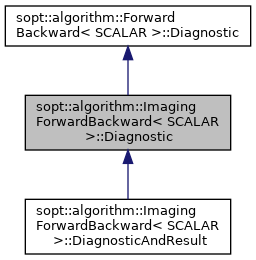 sopt::algorithm::Forward
Backward< SCALAR >::Diagnostic
sopt::algorithm::Imaging
ForwardBackward< SCALAR
>::Diagnostic
sopt::algorithm::Imaging
ForwardBackward< SCALAR
>::DiagnosticAndResult